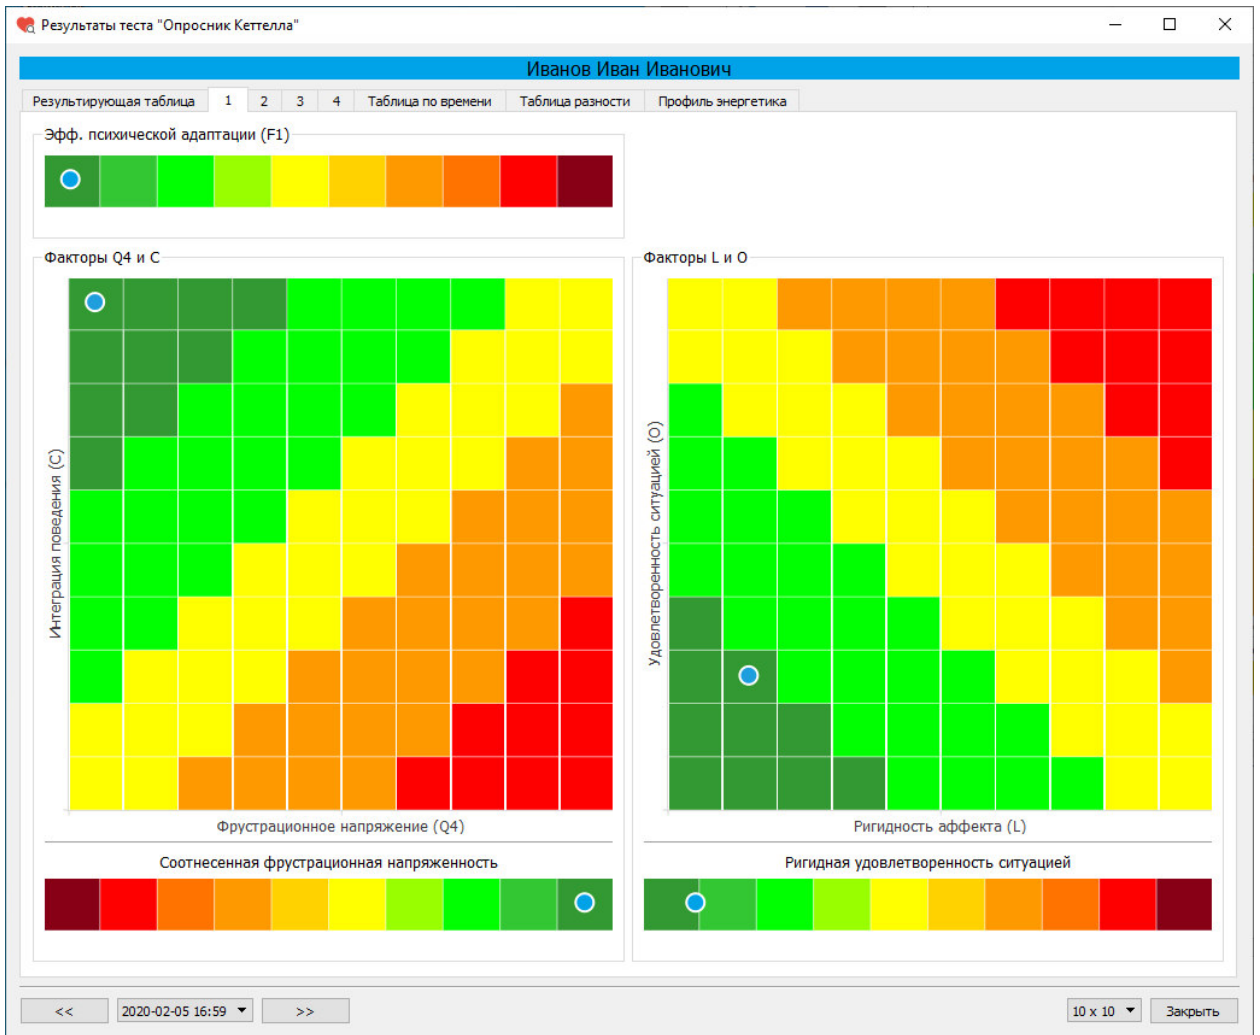 Результаты теста "Опросник Кеттелла"
Иванов Иван Иванович
Результирующая таблица 1 2 3 4 Таблица по времени Таблица разности Профиль энергетика
Эфф. психической адаптации (F1)
Факторы Q4 и C
Интеграция поведения (C)
Фрустрационное напряжение (Q4)
Соотнесенная фрустрационная напряженность
Факторы L и O
Удовлетворенность ситуацией (O)
Ригидность аффекта (L)
Ригидная удовлетворенность ситуацией
<< 2020-02-05 16:59 >> 10 x 10 Закрыть